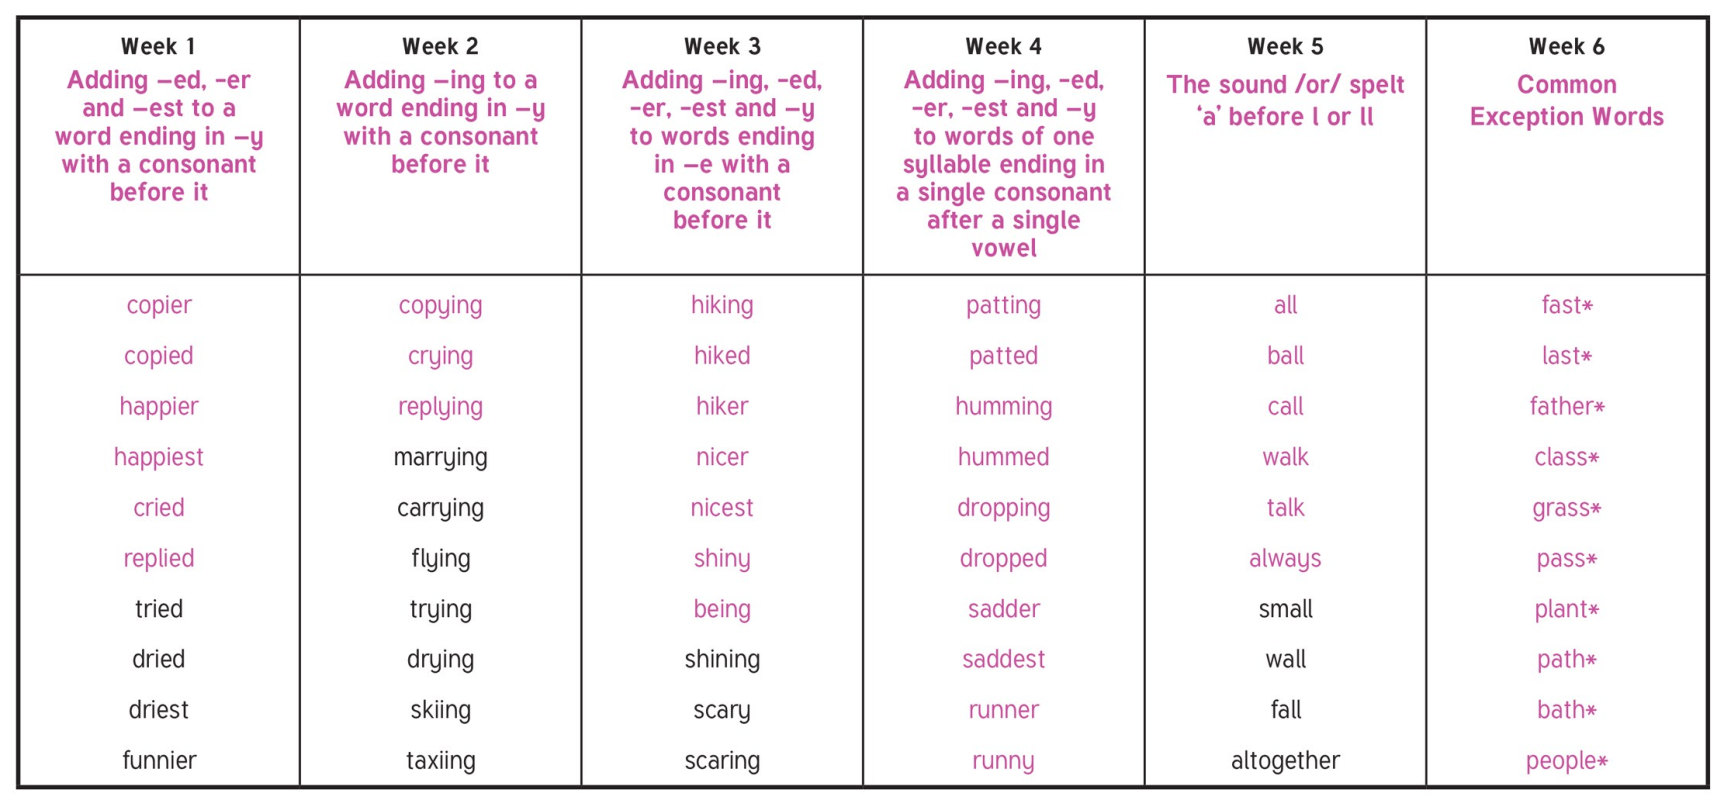 Week 1
Adding –ed, -er
and –est to a
word ending in –y
with a consonant
before it
Week 2
Adding –ing to a
word ending in –y
with a consonant
before it
Week 3
Adding –ing, -ed,
-er, -est and –y
to words ending
in –e with a
consonant
before it
Week 4
Adding –ing, -ed,
-er, -est and –y
to words of one
syllable ending in
a single consonant
after a single
vowel
Week 5
The sound /or/ spelt
‘a’ before l or ll
Week 6
Common
Exception Words
copier copying hiking patting all fast*
copied crying hiked patted ball last*
happier replying hiker humming call father*
happiest marrying nicer hummed walk class*
cried carrying nicest dropping talk grass*
replied flying shiny dropped always pass*
tried trying being sadder small plant*
dried drying shining saddest wall path*
driest skiing scary runner fall bath*
funnier taxiing scaring runny altogether people*